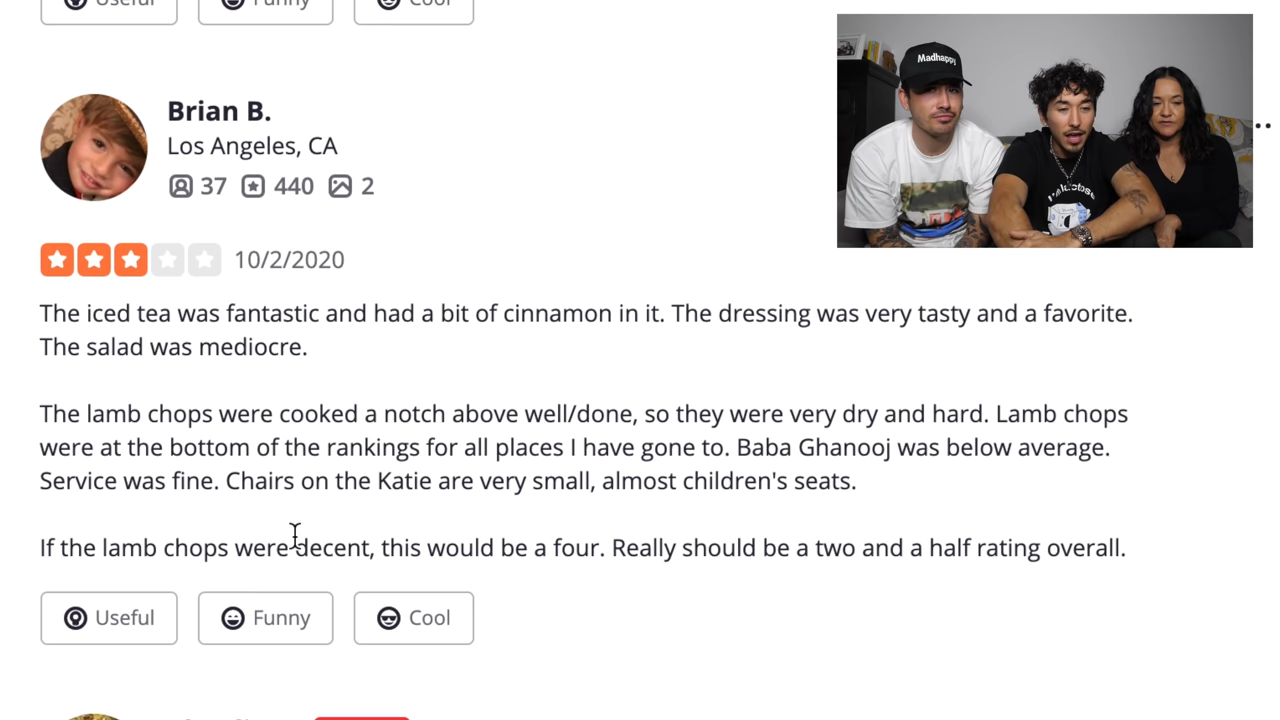 Useful Funny Cool
Madhappy
Brian B.
Los Angeles, CA
37 440 2
10/2/2020
The iced tea was fantastic and had a bit of cinnamon in it. The dressing was very tasty and a favorite.
The salad was mediocre.
The lamb chops were cooked a notch above well/done, so they were very dry and hard. Lamb chops
were at the bottom of the rankings for all places I have gone to. Baba Ghanooj was below average.
Service was fine. Chairs on the Katie are very small, almost children's seats.
If the lamb chops were decent, this would be a four. Really should be a two and a half rating overall.
Useful Funny Cool